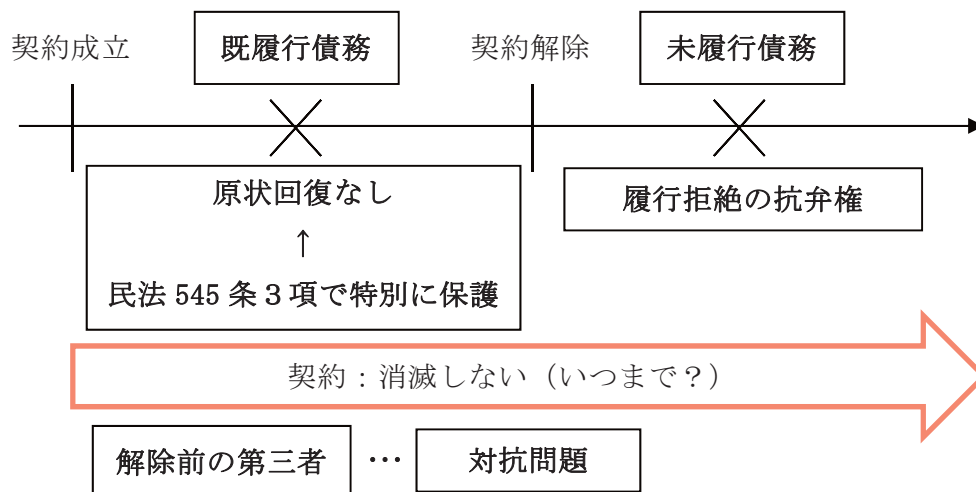 契約成立
既履行債務
契約解除
未履行債務
原状回復なし
↑
民法 545 条３項で特別に保護
履行拒絶の抗弁権
契約：消滅しない（いつまで？）
解除前の第三者 … 対抗問題